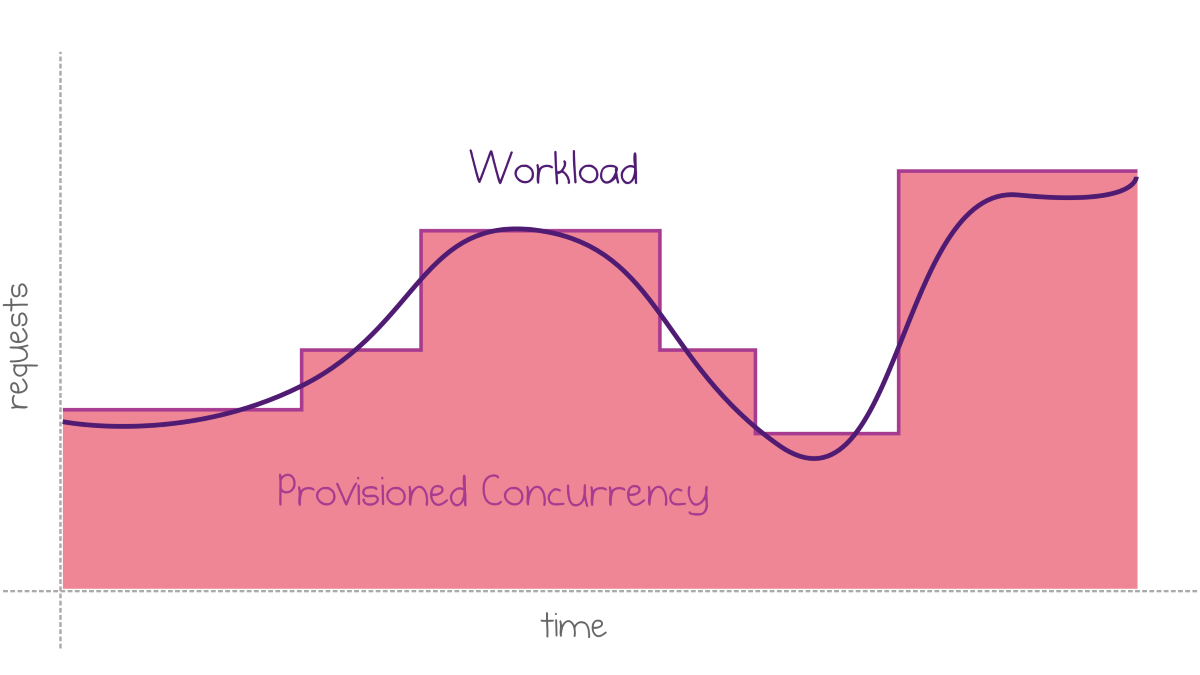 Workload
requests
Provisioned Concurrency
time